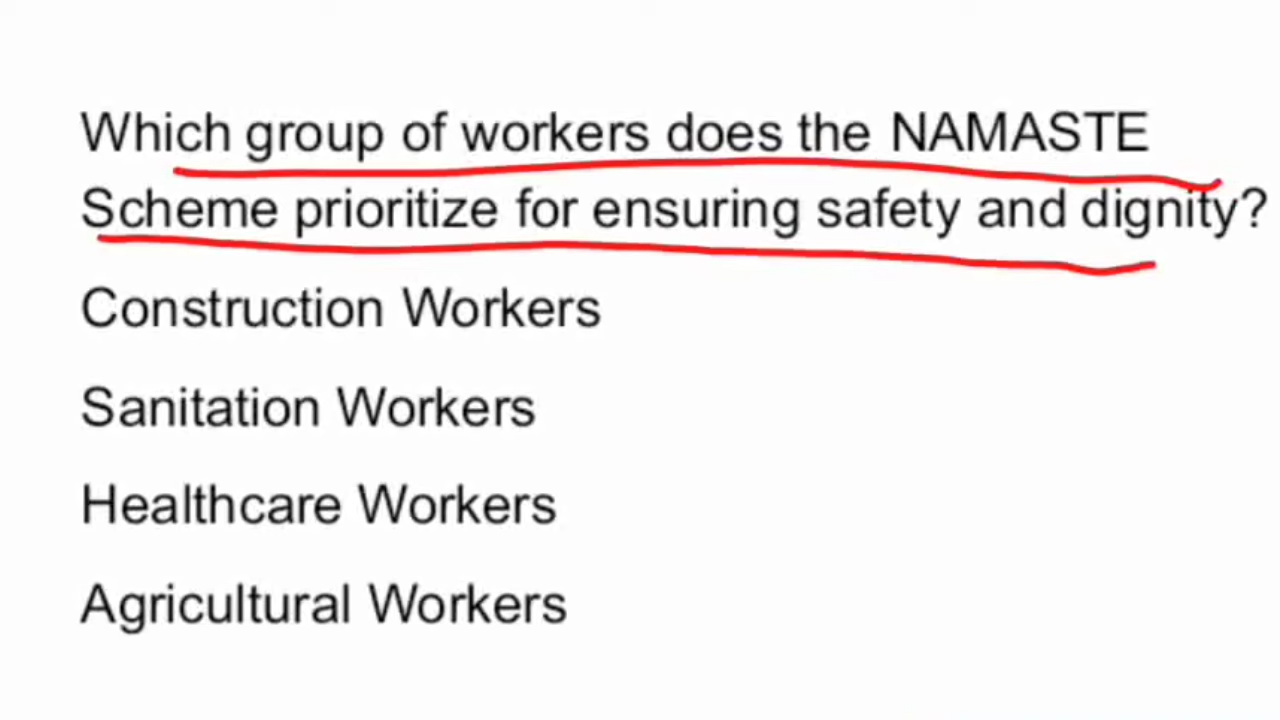 Which group of workers does the NAMASTE
Scheme prioritize for ensuring safety and dignity?
Construction Workers
Sanitation Workers
Healthcare Workers
Agricultural Workers